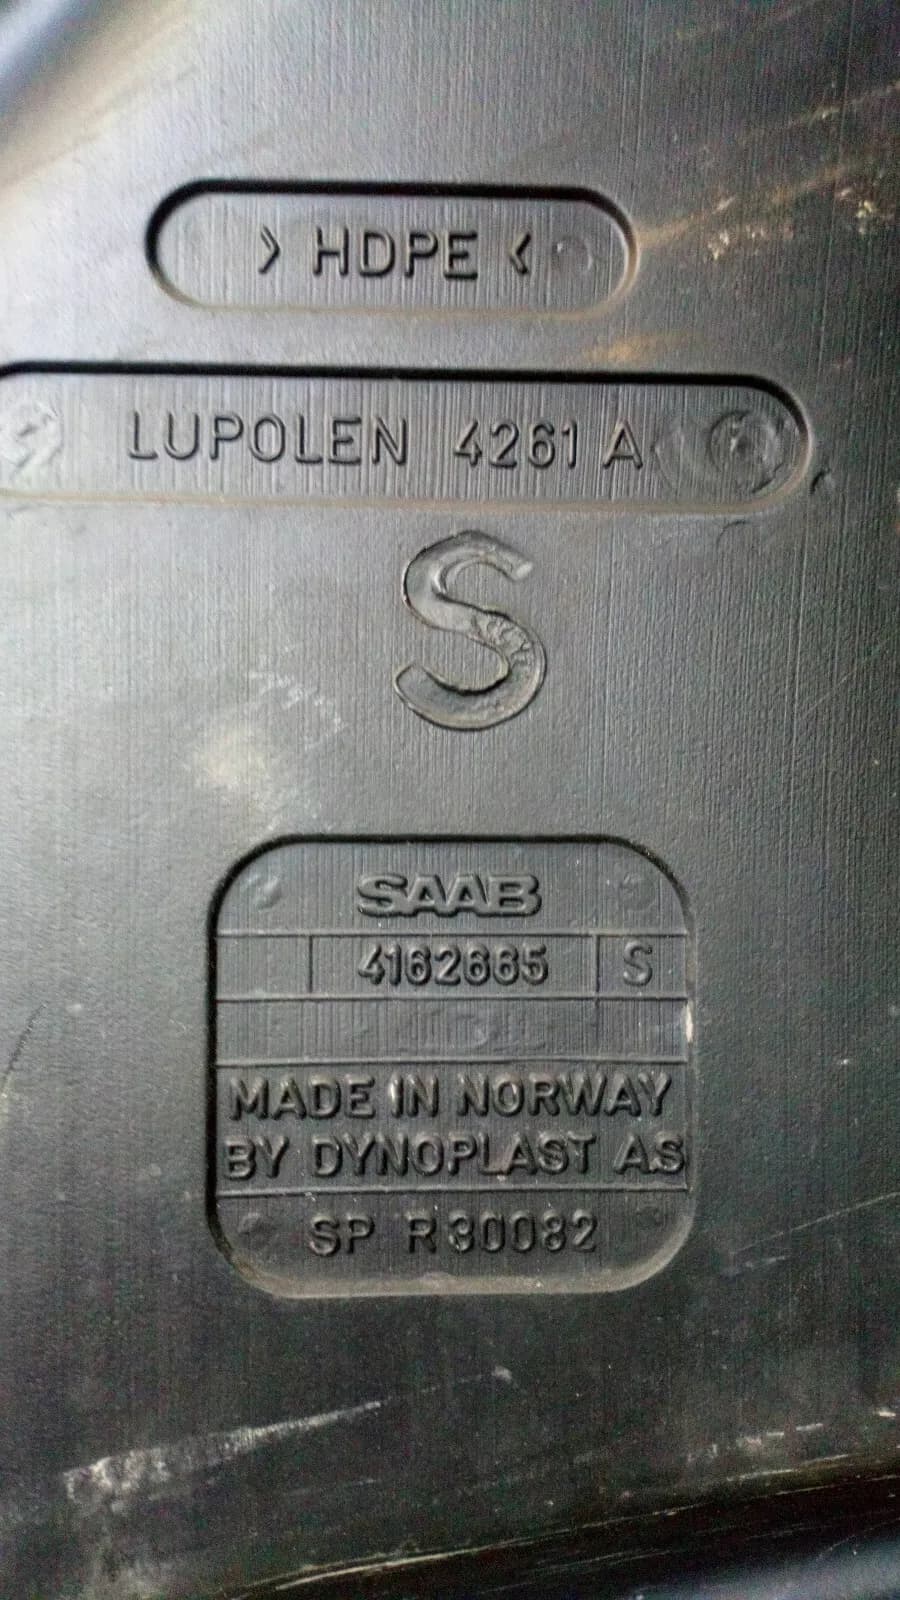 > HDPE <
LUPOLEN 4261 A
S
SAAB
4162665 S
MADE IN NORWAY
BY DYNOPLAST AS
SP R30082